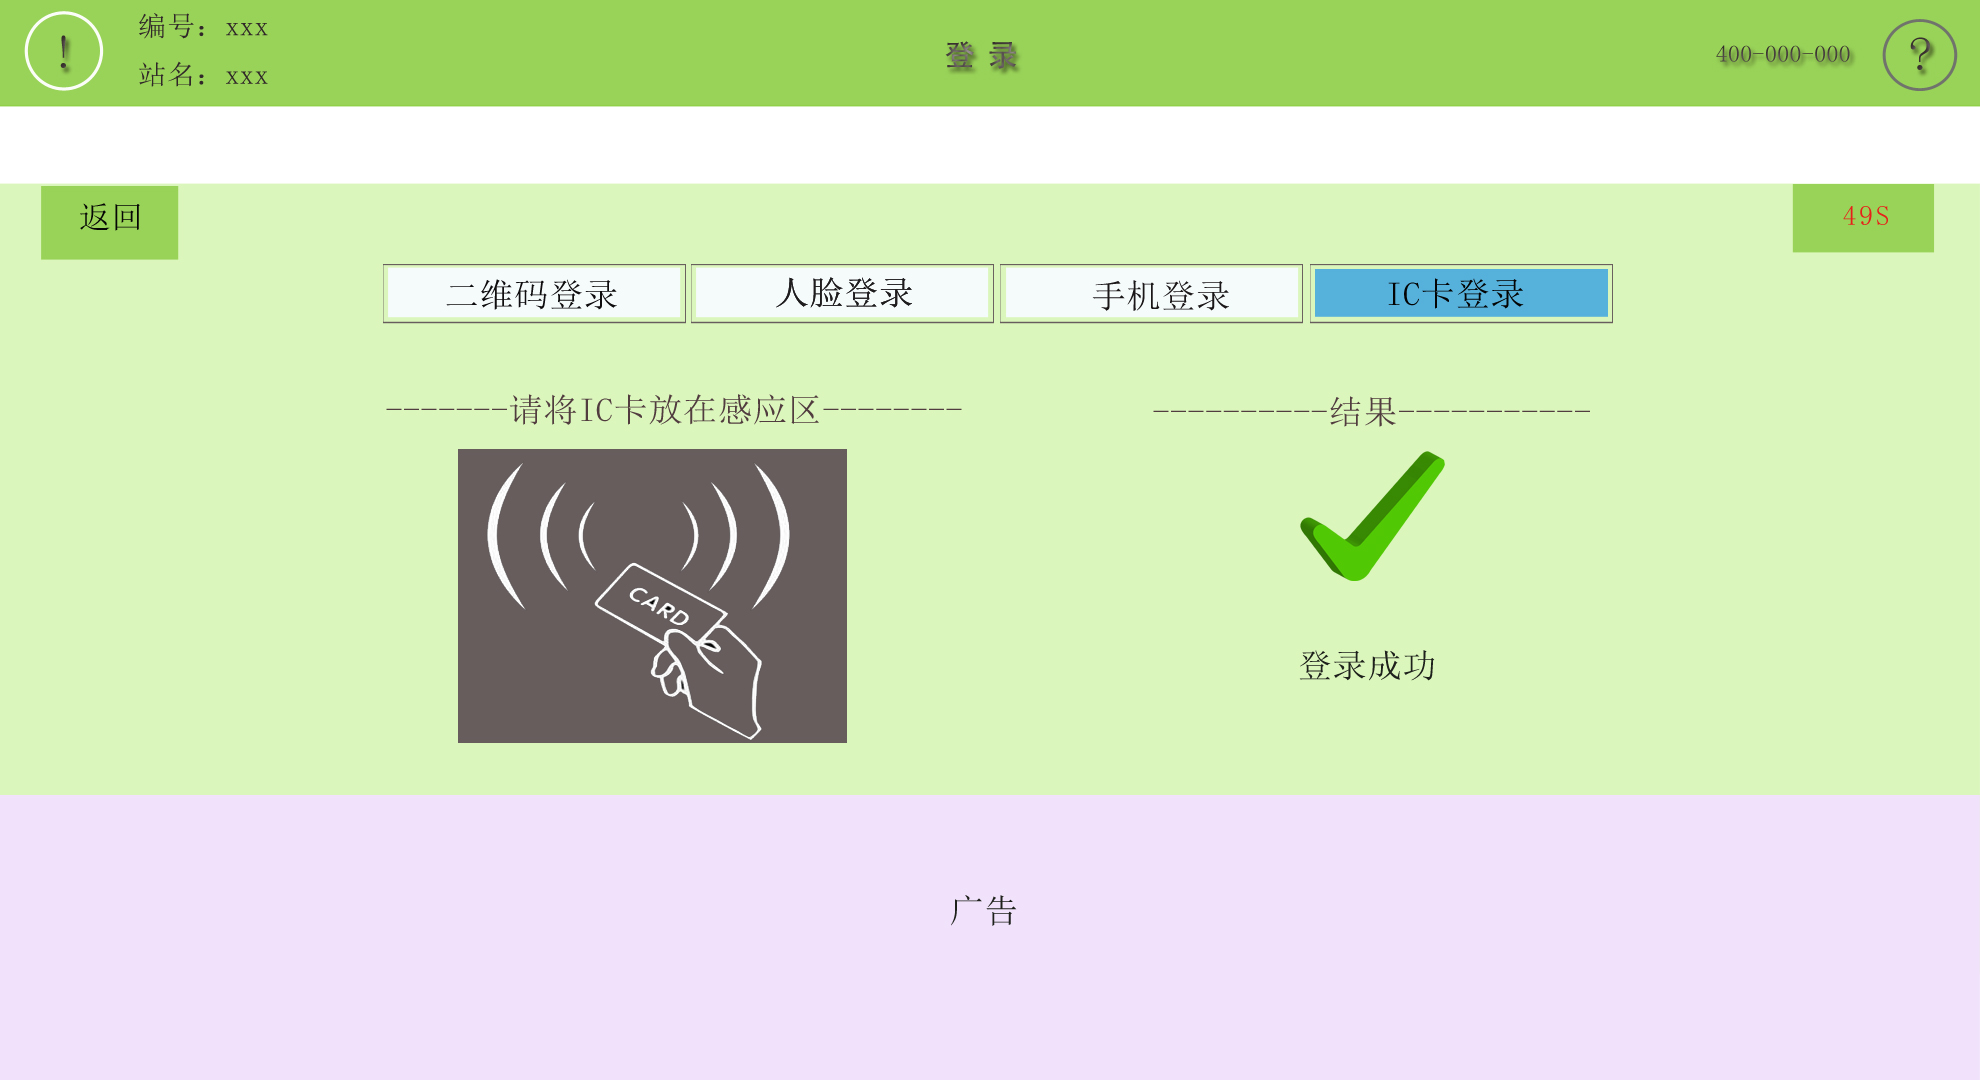 !
编号：xxx
站名：xxx
登 录
400-000-000
?
返回
49S
二维码登录
人脸登录
手机登录
IC卡登录
-------请将IC卡放在感应区--------
----------结果-----------
CARD
登录成功
广告